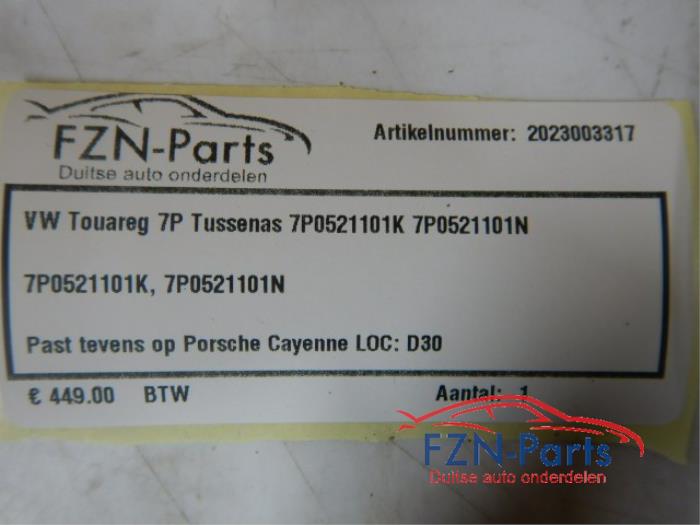 FZN-Parts
Duitse auto onderdelen
Artikelnummer: 2023003317
VW Touareg 7P Tussenas 7P0521101K 7P0521101N
7P0521101K, 7P0521101N
Past tevens op Porsche Cayenne LOC: D30
€ 449.00 BTW Aantal: 1
FZN-Parts
Duitse auto onderdelen